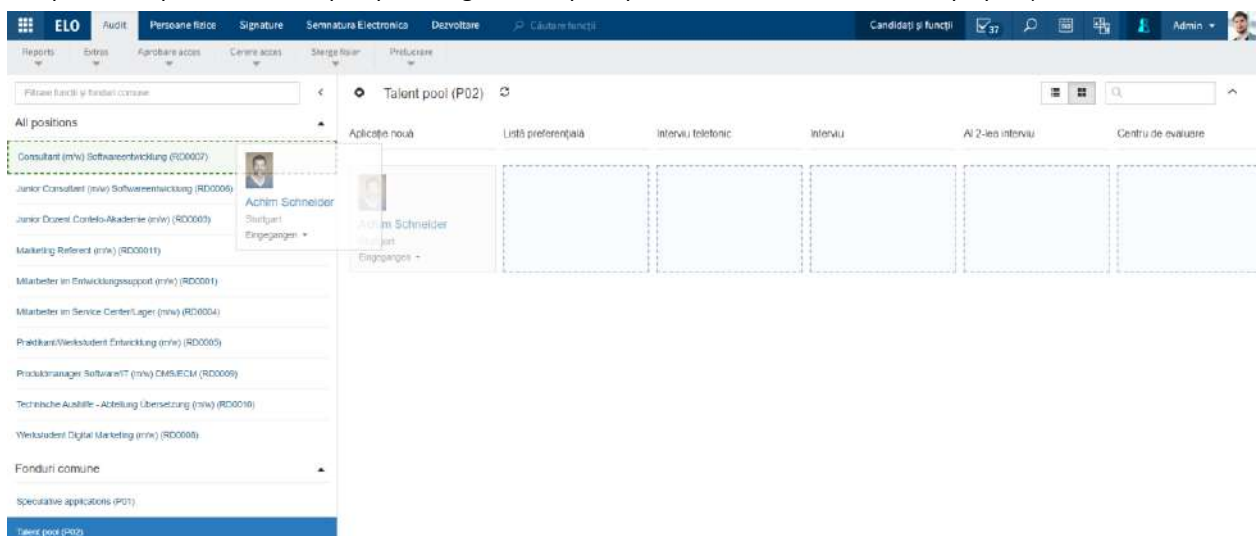 ELO Audit Persoane fizice Signature Semnatura Electronica Dezvoltare Căutare funcții Candidați și funcții 37 Admin
Reports Extras Aprobare acces Cerere acces Sterge fisier Prelucrare
Filtrare funcții și fonduri comune
Talent pool (P02)
All positions
Aplicație nouă Listă preferențială Interviu telefonic Interviu Al 2-lea interviu Centru de evaluare
Consultant (m/w) Softwareentwicklung (RD0007)
Junior Consultant (m/w) Softwareentwicklung (RD0006)
Achim Schneider
Stuttgart
Eingegangen
Achim Schneider
Stuttgart
Eingegangen
Junior Dozent Contelo-Akademie (m/w) (RD0003)
Marketing Referent (m/w) (RD00011)
Mitarbeiter im Entwicklungssupport (m/w) (RD0001)
Mitarbeiter im Service Center/Lager (m/w) (RD0004)
Praktikant/Werkstudent Entwicklung (m/w) (RD0005)
Produktmanager Software/IT (m/w) DMS/ECM (RD0009)
Technische Aushilfe - Abteilung Übersetzung (m/w) (RD0010)
Werkstudent Digital Marketing (m/w) (RD0008)
Fonduri comune
Speculative applications (P01)
Talent pool (P02)